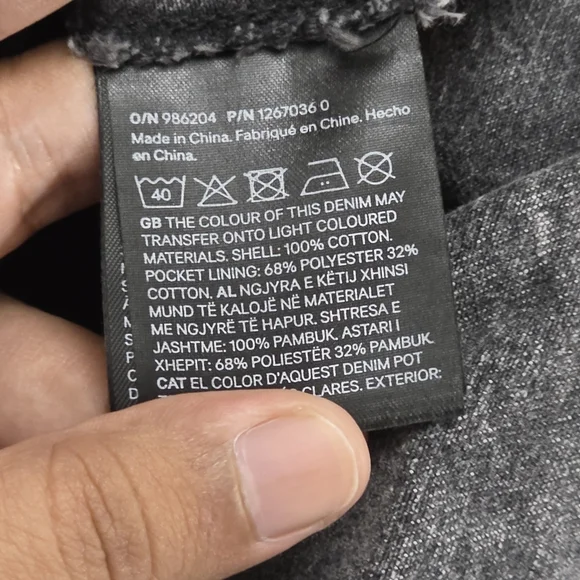 O/N 986204 P/N 1267036 0
Made in China. Fabriqué en Chine. Hecho
en China.
40
GB THE COLOUR OF THIS DENIM MAY
TRANSFER ONTO LIGHT COLOURED
MATERIALS. SHELL: 100% COTTON.
POCKET LINING: 68% POLYESTER 32%
COTTON. AL NGJYRA E KËTIJ XHINSI
MUND TË KALOJË NË MATERIALET
ME NGJYRË TË HAPUR. SHTRESA E
JASHTME: 100% PAMBUK. ASTARI I
XHEPIT: 68% POLIESTËR 32% PAMBUK.
CAT EL COLOR D'AQUEST DENIM POT
CLARES. EXTERIOR: